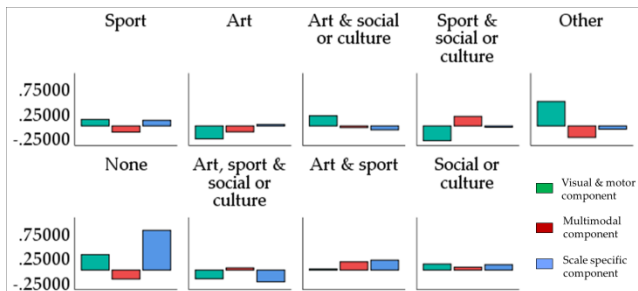 Sport
Art
Art & social
or culture
Sport &
social or
culture
Other
.75000
.25000
-.25000
None
Art, sport &
social or
culture
Art & sport
Social or
culture
.75000
.25000
-.25000
Visual & motor
component
Multimodal
component
Scale specific
component